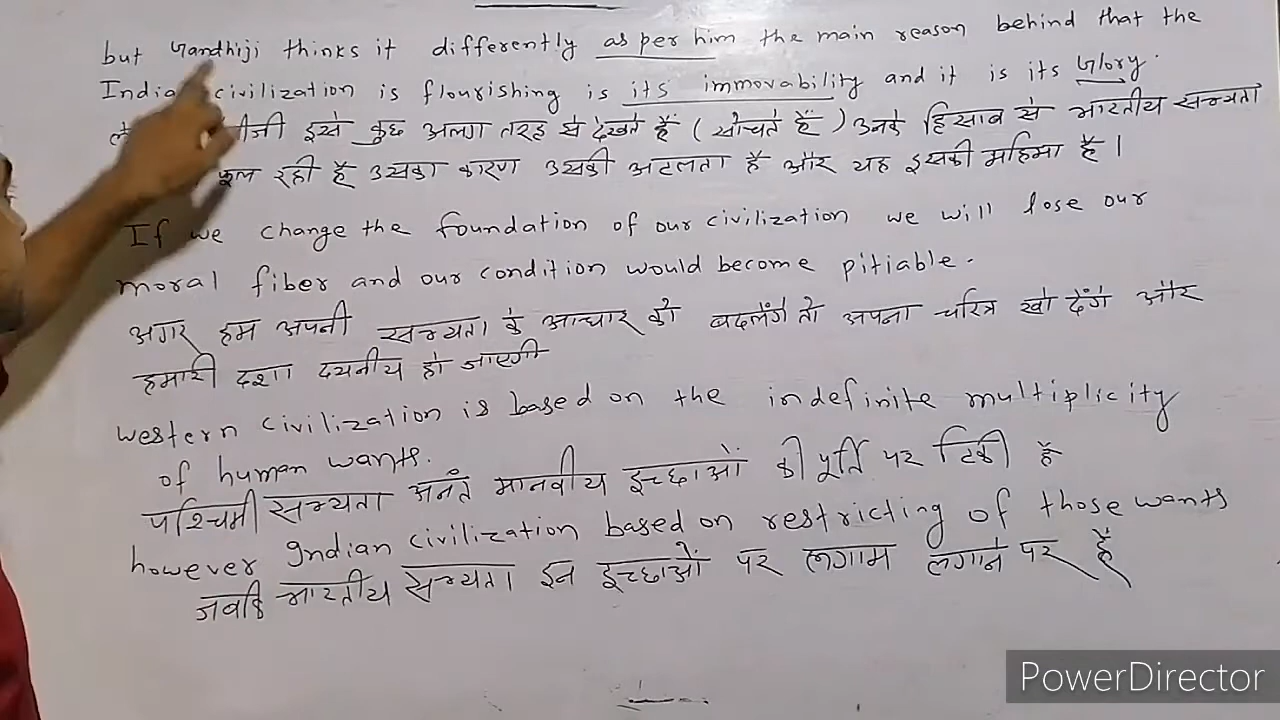 but Gandhiji thinks it differently as per him the main reason behind that the
India civilization is flourishing is its immovability and it is its Glory.
जी इसे कुछ अलग तरह से देखते हैं (सोचते हैं) उनके हिसाब से भारतीय सभ्यता
फूल रही है उसका कारण उसकी अटलता है और यह इसकी महिमा है।
If we change the foundation of our civilization we will lose our
moral fiber and our condition would become pitiable.
अगर हम अपनी सभ्यता के आधार को बदलेंगे तो अपना चरित्र खो देंगे और
हमारी दशा दयनीय हो जाएगी
western civilization is based on the indefinite multiplicity
of human wants.
पश्चिमी सभ्यता अनंत मानवीय इच्छाओं की पूर्ति पर टिकी है
however Indian civilization based on restricting of those wants
जबकि भारतीय सभ्यता इन इच्छाओं पर लगाम लगाने पर है
PowerDirector